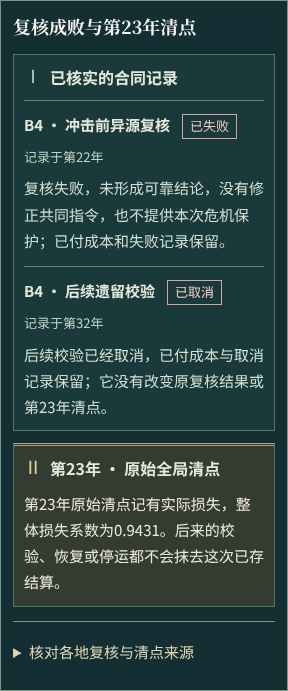 复核成败与第23年清点
I 已核实的合同记录
B4 · 冲击前异源复核 已失败
记录于第22年
复核失败，未形成可靠结论，没有修
正共同指令，也不提供本次危机保
护；已付成本和失败记录保留。
B4 · 后续遗留校验 已取消
记录于第32年
后续校验已经取消，已付成本与取消
记录保留；它没有改变原复核结果或
第23年清点。
II 第23年 · 原始全局清点
第23年原始清点记有实际损失，整
体损失系数为0.9431。后来的校
验、恢复或停运都不会抹去这次已存
结算。
▶ 核对各地复核与清点来源